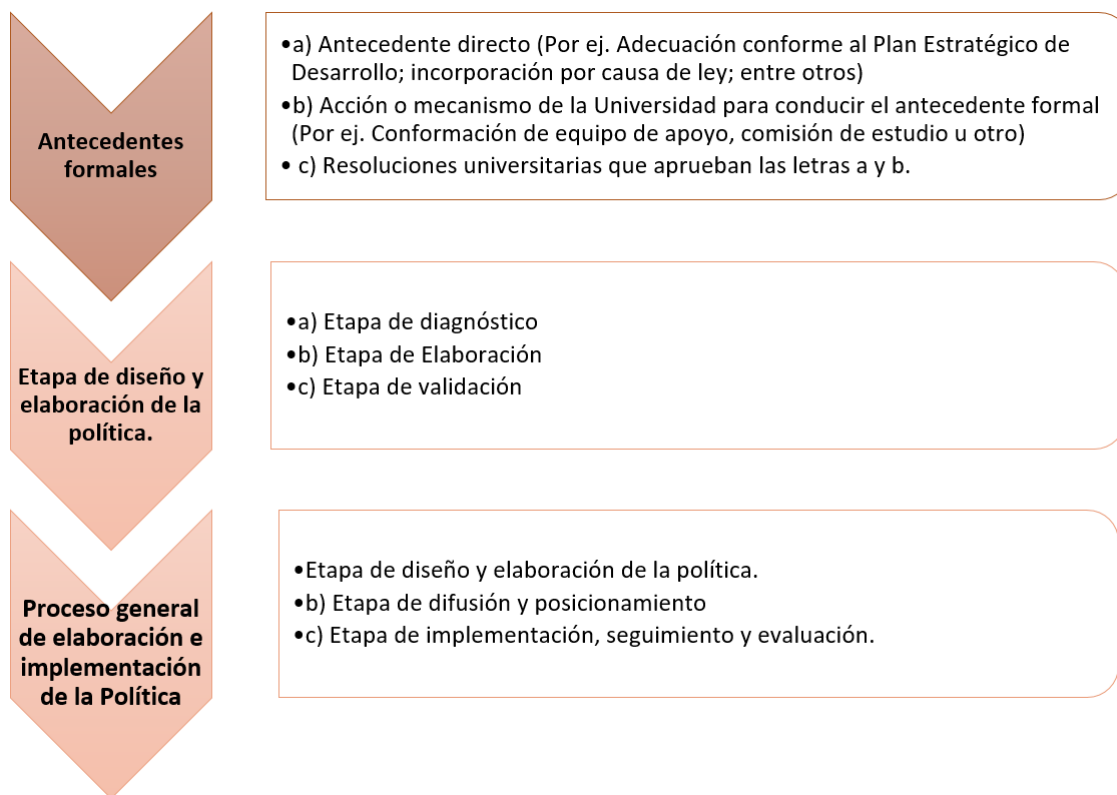 Antecedentes
formales
•a) Antecedente directo (Por ej. Adecuación conforme al Plan Estratégico de
Desarrollo; incorporación por causa de ley; entre otros)
•b) Acción o mecanismo de la Universidad para conducir el antecedente formal
(Por ej. Conformación de equipo de apoyo, comisión de estudio u otro)
• c) Resoluciones universitarias que aprueban las letras a y b.
Etapa de diseño y
elaboración de la
política.
•a) Etapa de diagnóstico
•b) Etapa de Elaboración
•c) Etapa de validación
Proceso general
de elaboración e
implementación
de la Política
•Etapa de diseño y elaboración de la política.
•b) Etapa de difusión y posicionamiento
•c) Etapa de implementación, seguimiento y evaluación.